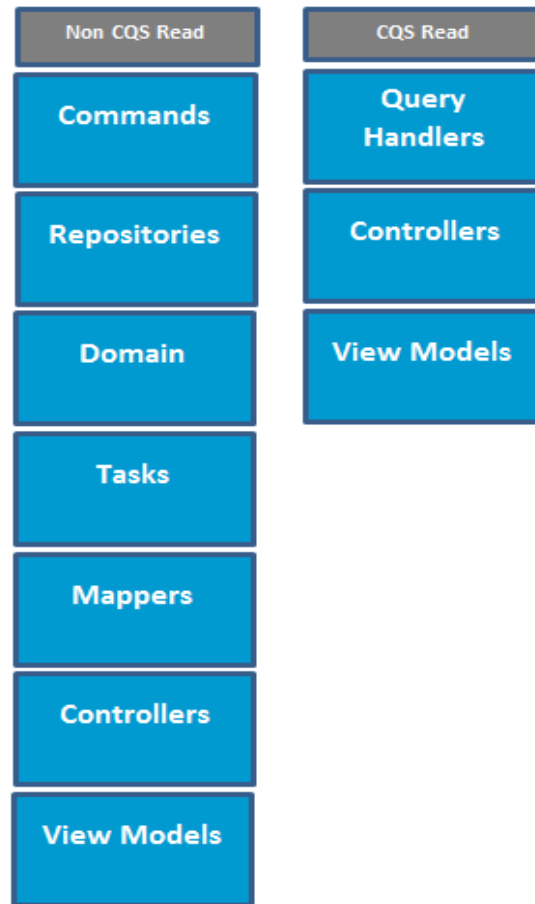 Non CQS Read
Commands
Repositories
Domain
Tasks
Mappers
Controllers
View Models
CQS Read
Query
Handlers
Controllers
View Models